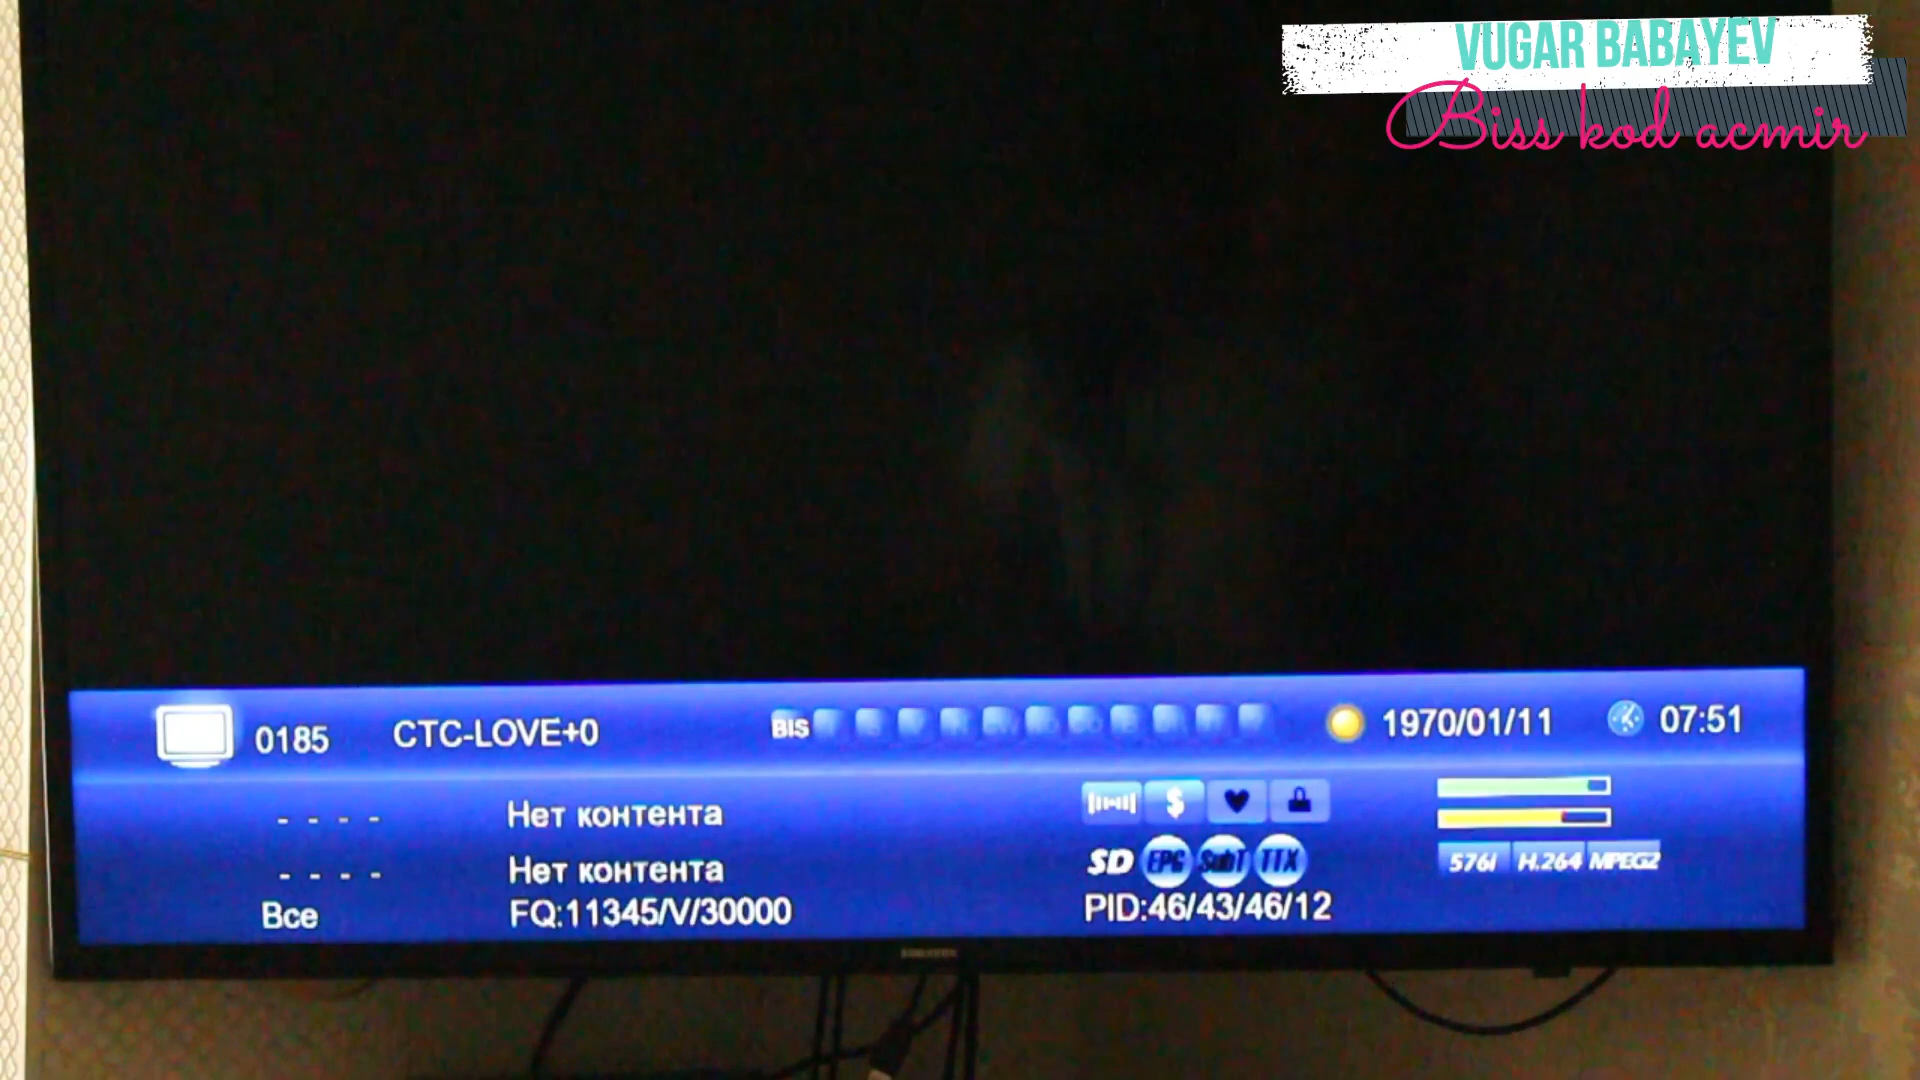 VUGAR BABAYEV
Biss kod acmir
0185 CTC-LOVE+0 BIS 1970/01/11 07:51
- - - - Нет контента
$
- - - - Нет контента
SD EPG SubT TTX 576i H.264 MPEG2
Все FQ:11345/V/30000 PID:46/43/46/12